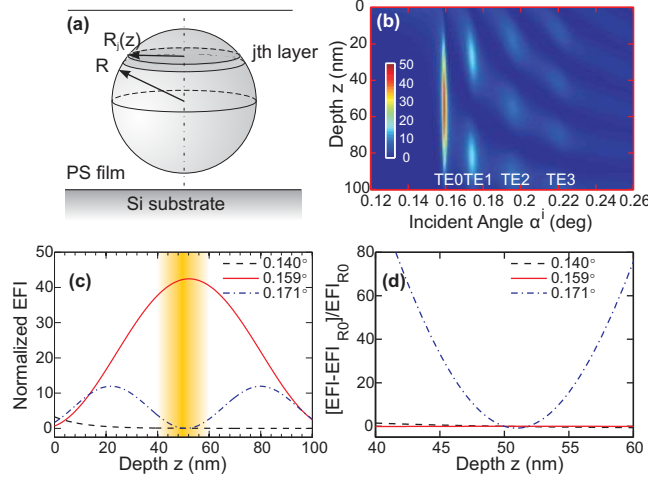 (a)
R_j(z)
R
jth layer
PS film
Si substrate
(b)
0
20
40
60
80
100
Depth z (nm)
50
40
30
20
10
0
TE0 TE1 TE2 TE3
0.12 0.14 0.16 0.18 0.2 0.22 0.24 0.26
Incident Angle α^i (deg)
(c)
50
40
30
20
10
0
Normalized EFI
0.140°
0.159°
0.171°
0 20 40 60 80 100
Depth z (nm)
(d)
80
60
40
20
0
[EFI-EFI_R0]/EFI_R0
0.140°
0.159°
0.171°
40 45 50 55 60
Depth z (nm)